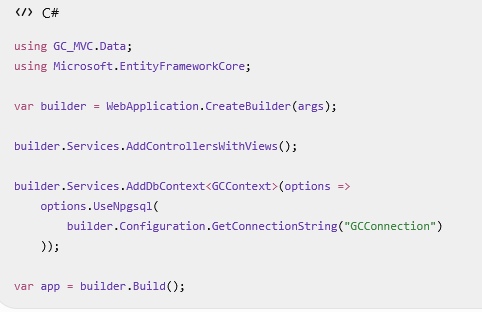 </> C#
using GC_MVC.Data;
using Microsoft.EntityFrameworkCore;
var builder = WebApplication.CreateBuilder(args);
builder.Services.AddControllersWithViews();
builder.Services.AddDbContext<GCContext>(options =>
    options.UseNpgsql(
        builder.Configuration.GetConnectionString("GCConnection")
    ));
var app = builder.Build();